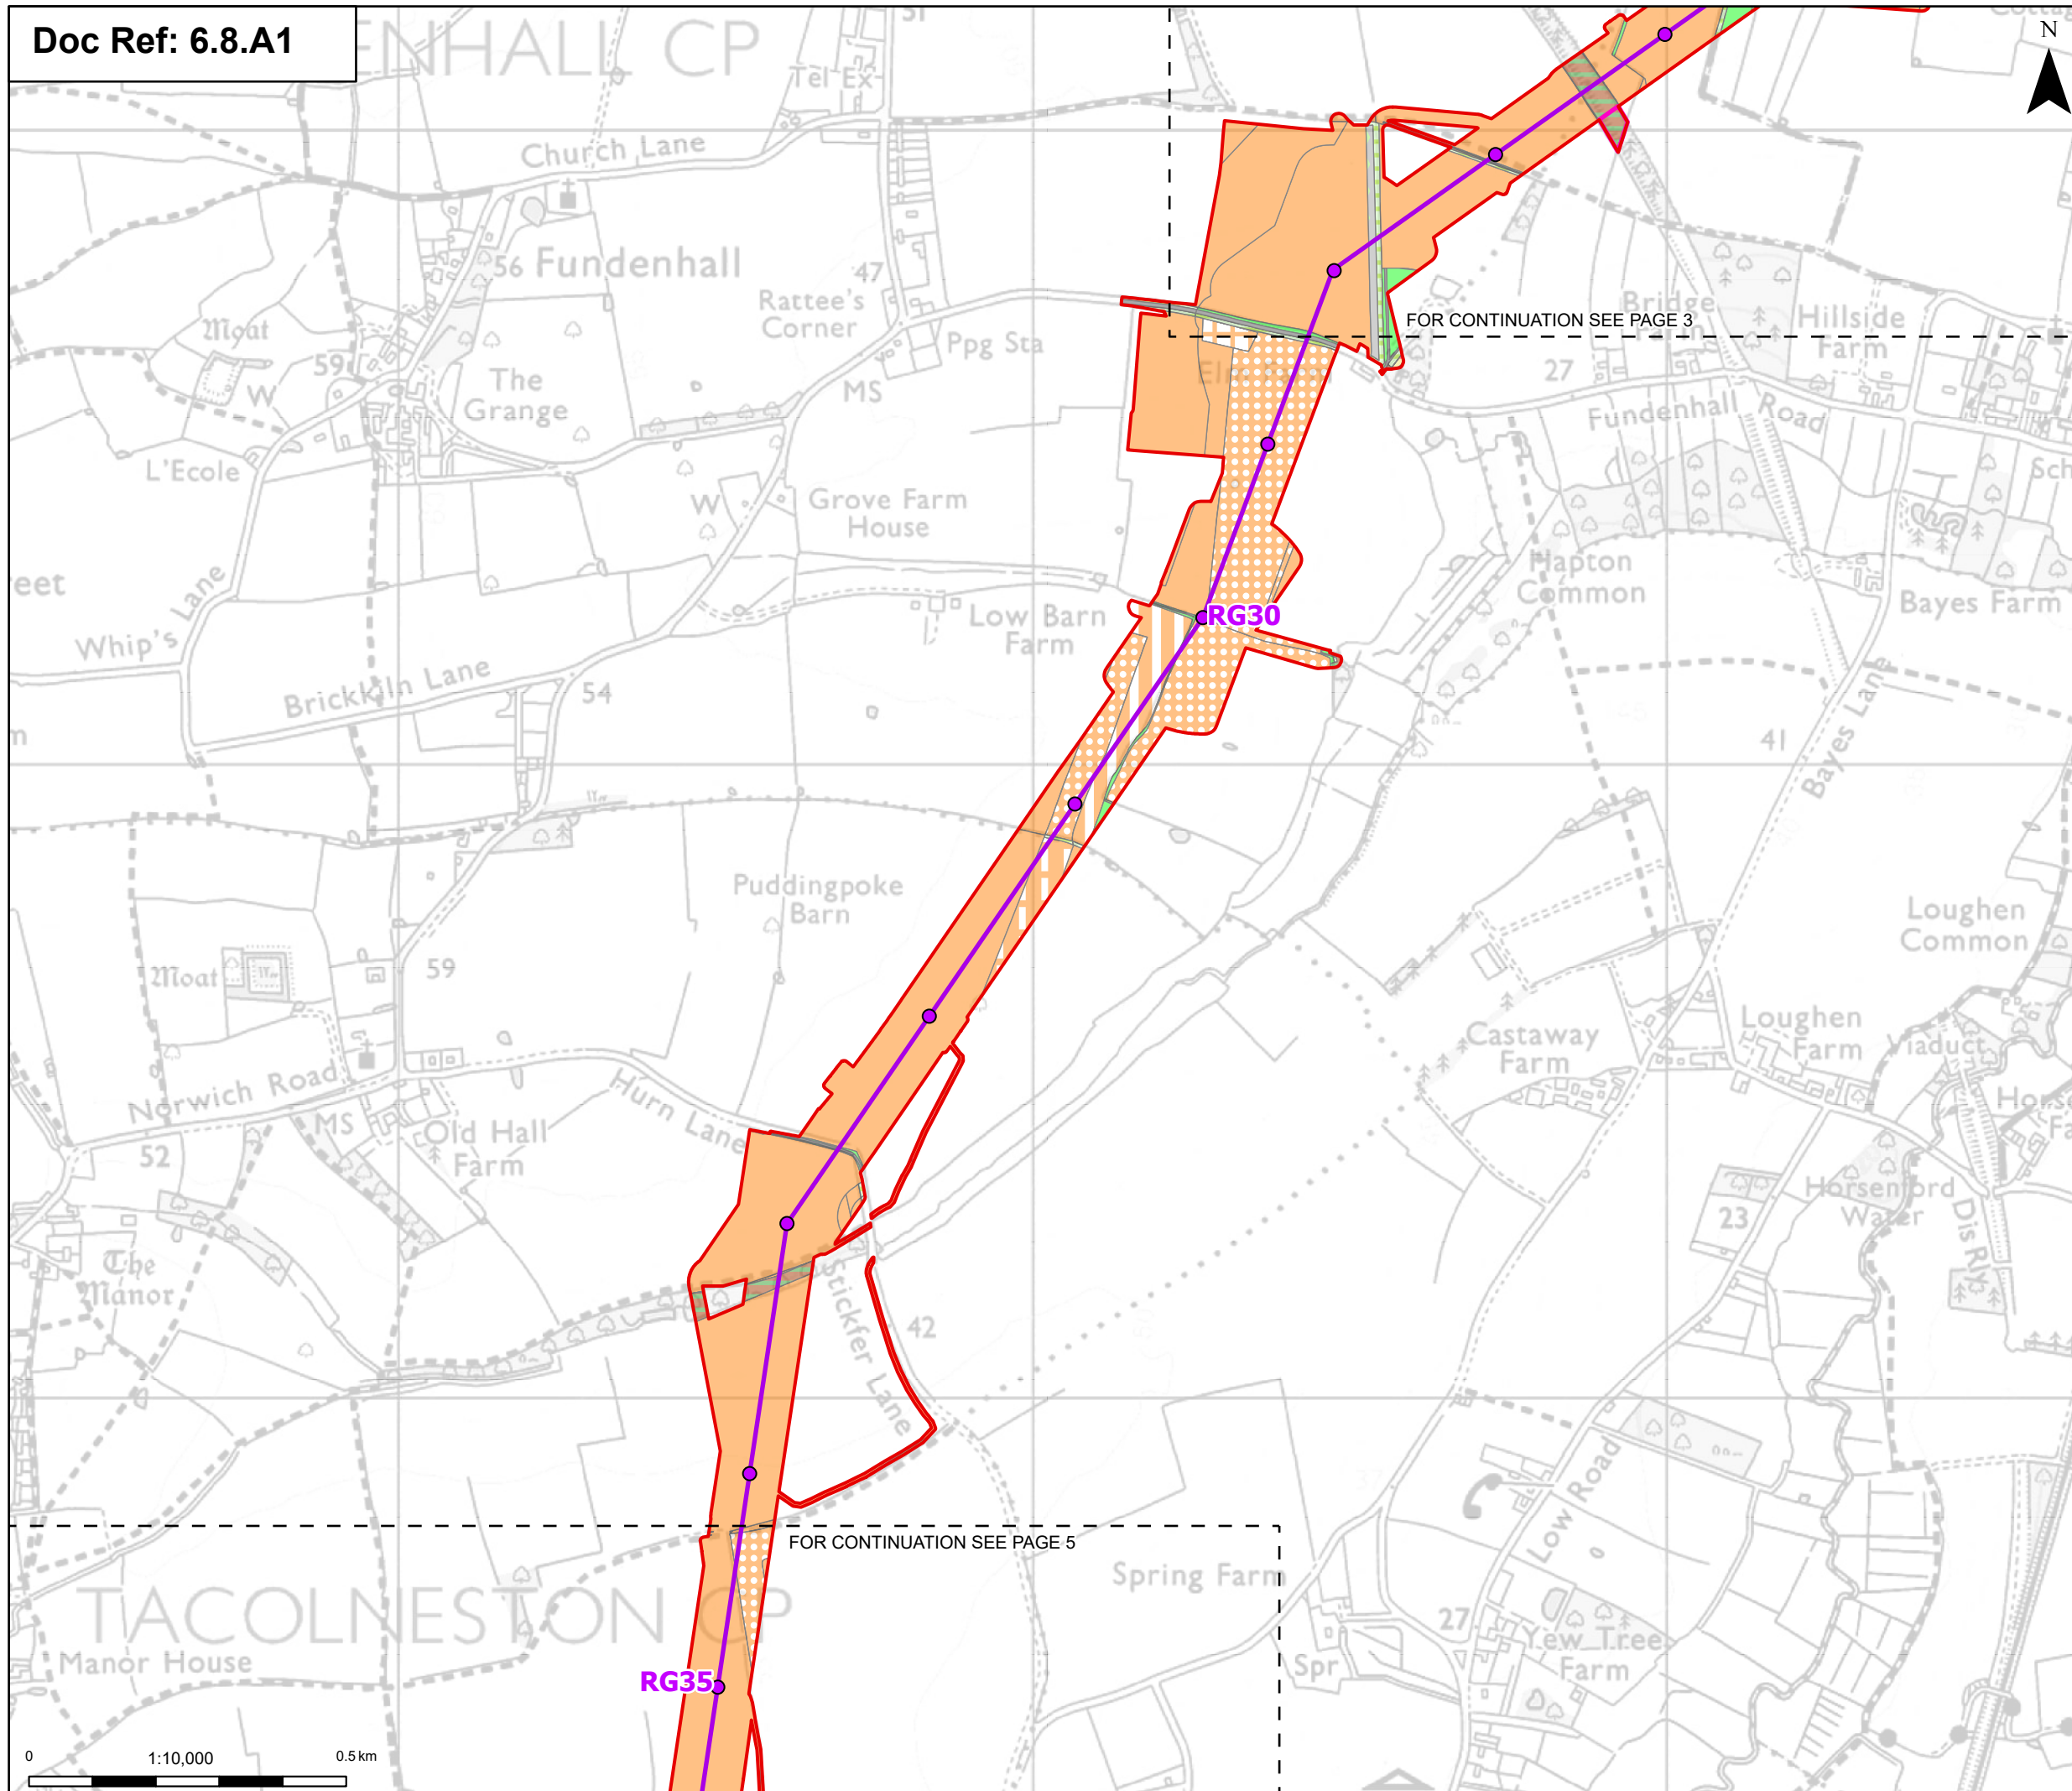 Doc Ref: 6.8.A1
ENHALL CP
51
N
Tel Ex
Church Lane
56 Fundenhall
47
Rattee's
Corner
Ppg Sta
MS
FOR CONTINUATION SEE PAGE 3
Bridge
Farm
Hillside
Farm
27
Fundenhall Road
Moat
59
W
The
Grange
L'Ecole
W
Grove Farm
House
Sch
Hapton
Common
eet
Whip's Lane
Low Barn
Farm
RG30
Bayes Farm
Brickkiln Lane
54
41
Bayes Lane
m
Puddingpoke
Barn
Loughen
Common
Moat
59
Castaway
Farm
Loughen
Farm
Viaduct
Norwich Road
MS
Hurn Lane
Old Hall
Farm
52
Horsenford
Water
23
Dis Rly
The
Manor
Stickfer Lane
42
Low Road
FOR CONTINUATION SEE PAGE 5
Spring Farm
TACOLNESTON CP
27
Yew Tree
Farm
Manor House
Spr
RG35
0
1:10,000
0.5 km